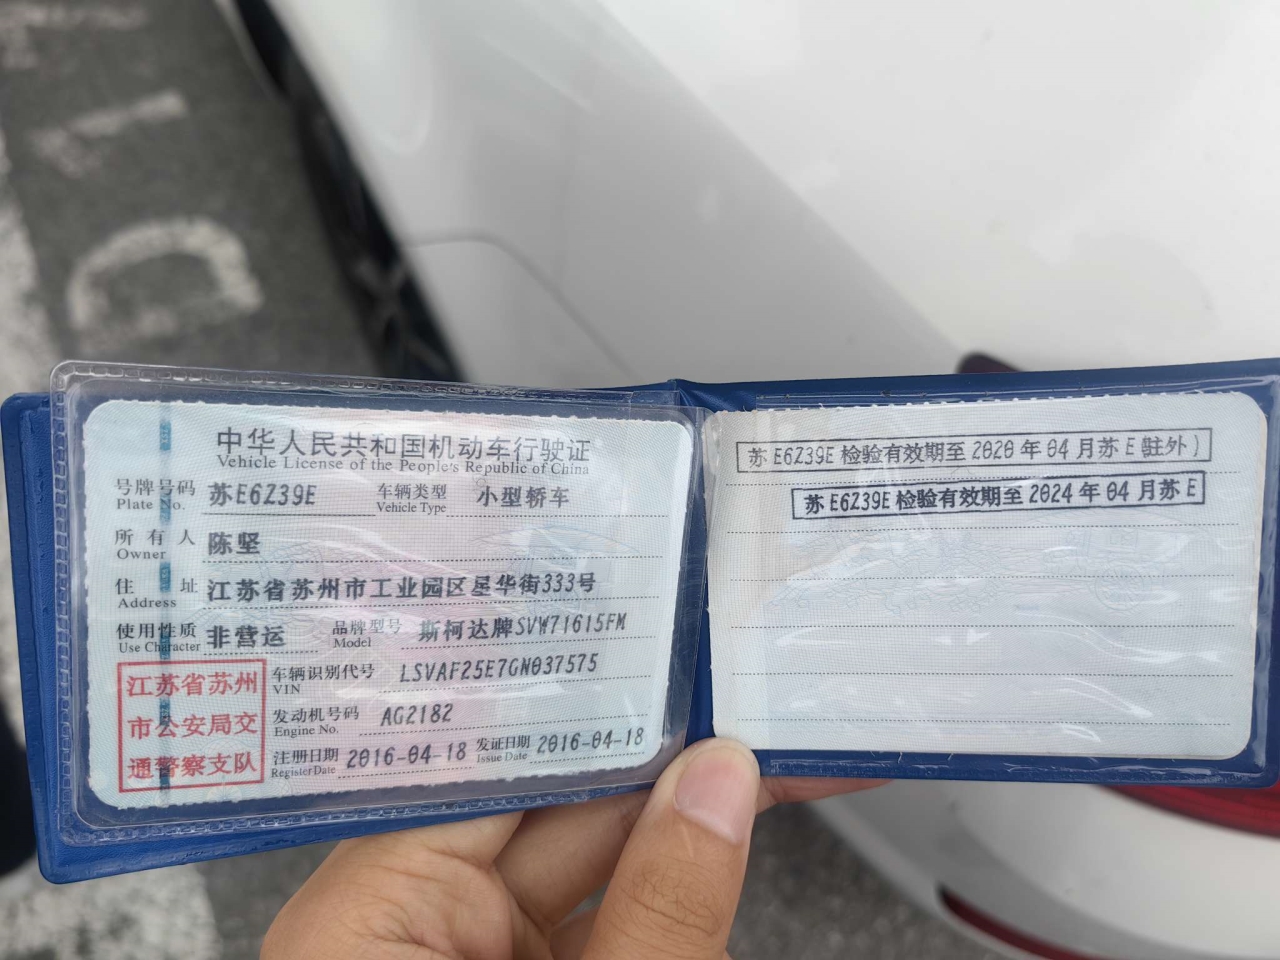 中华人民共和国机动车行驶证
Vehicle License of the People's Republic of China
号牌号码 苏E6Z39E 车辆类型 小型轿车
Plate No. Vehicle Type
所有人 陈坚
Owner
住址 江苏省苏州市工业园区星华街333号
Address
使用性质 非营运 品牌型号 斯柯达牌SVW71615FM
Use Character Model
车辆识别代号 LSVAF25E7GN037575
VIN
发动机号码 AG2182
Engine No.
注册日期 2016-04-18 发证日期 2016-04-18
Register Date Issue Date
江苏省苏州
市公安局交
通警察支队
苏E6Z39E检验有效期至2020年04月苏E(驻外)
苏E6Z39E检验有效期至2024年04月苏E